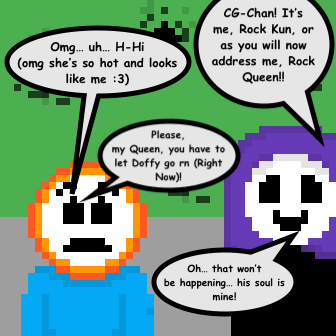 Omg... uh... H-Hi
(omg she's so hot and looks
like me :3)
CG-Chan! It's
me, Rock Kun, or
as you will now
address me, Rock
Queen!!
Please,
my Queen, you have to
let Doffy go rn (Right
Now)!
Oh... that won't
be happening... his soul is
mine!